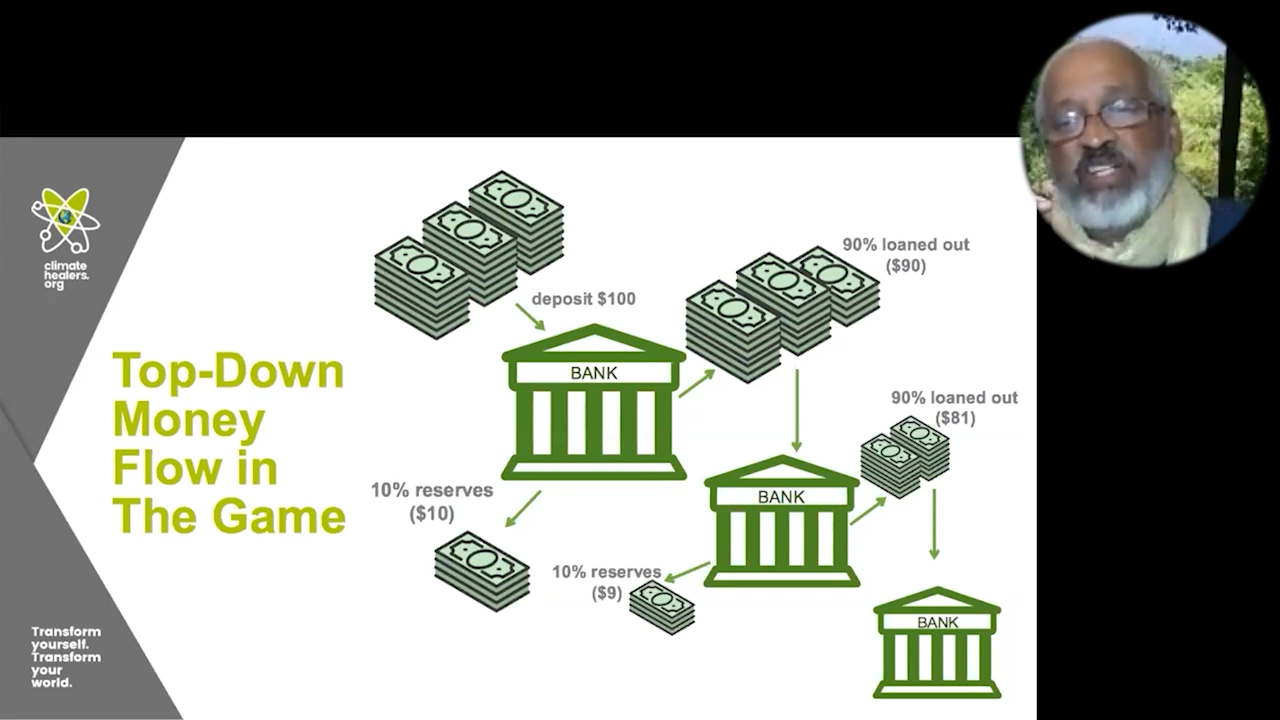 climate
healers.
org
Top-Down
Money
Flow in
The Game
Transform
yourself.
Transform
your
world.
deposit $100
BANK
90% loaned out
($90)
10% reserves
($10)
BANK
90% loaned out
($81)
10% reserves
($9)
BANK